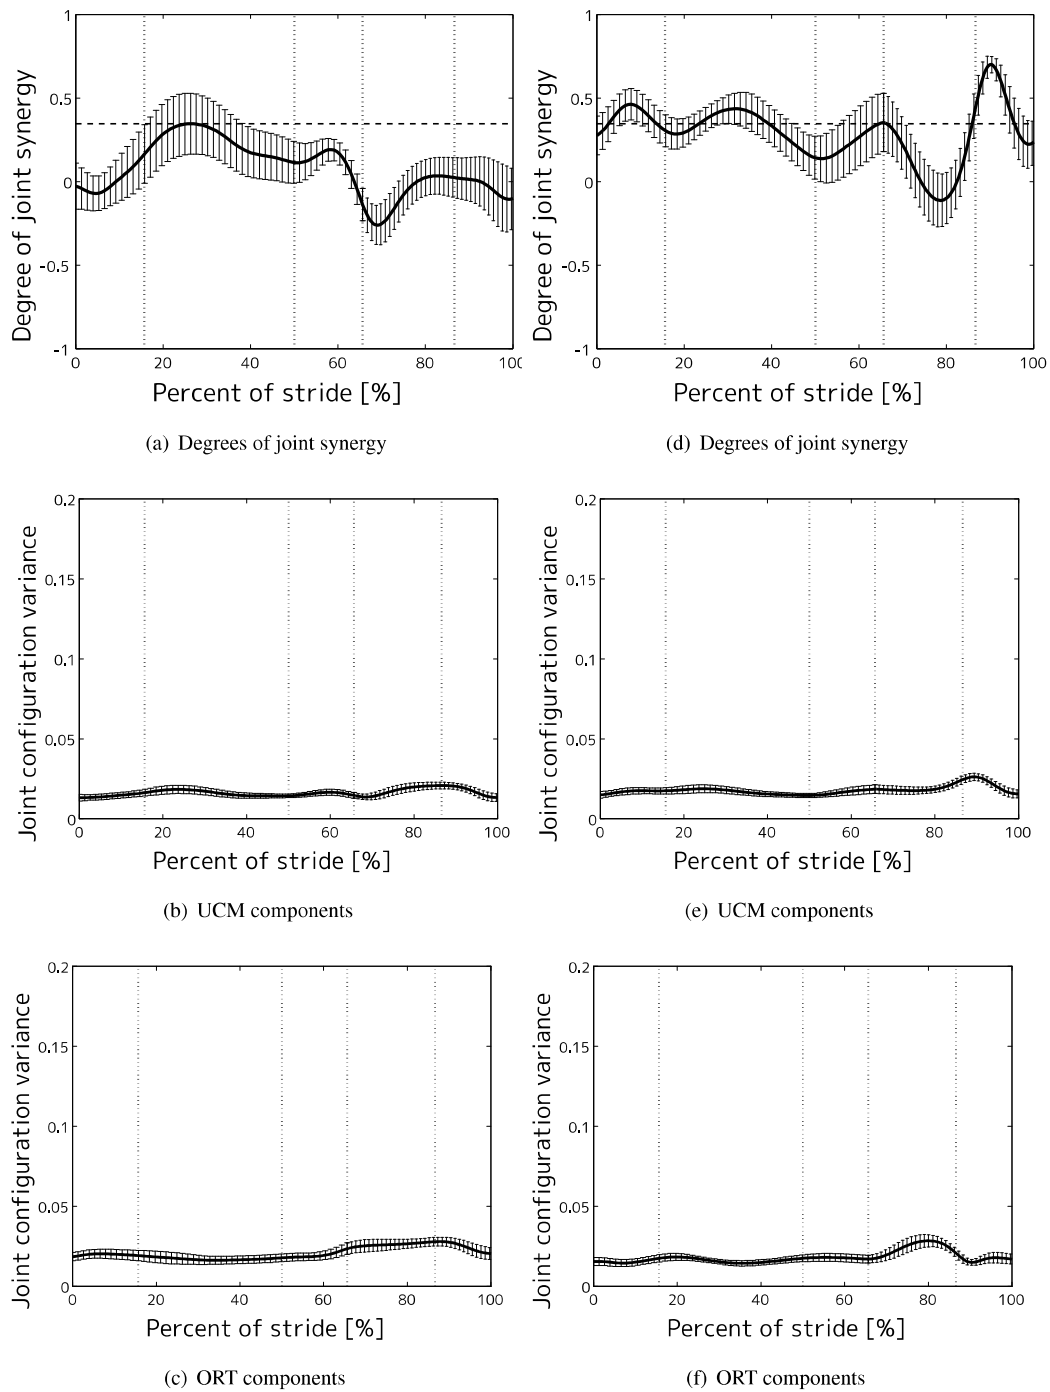 1
0.5
0
-0.5
-1
Degree of joint synergy
0 20 40 60 80 100
Percent of stride [%]
(a) Degrees of joint synergy
1
0.5
0
-0.5
-1
Degree of joint synergy
0 20 40 60 80 100
Percent of stride [%]
(d) Degrees of joint synergy
0.2
0.15
0.1
0.05
0
Joint configuration variance
0 20 40 60 80 100
Percent of stride [%]
(b) UCM components
0.2
0.15
0.1
0.05
0
Joint configuration variance
0 20 40 60 80 100
Percent of stride [%]
(e) UCM components
0.2
0.15
0.1
0.05
0
Joint configuration variance
0 20 40 60 80 100
Percent of stride [%]
(c) ORT components
0.2
0.15
0.1
0.05
0
Joint configuration variance
0 20 40 60 80 100
Percent of stride [%]
(f) ORT components